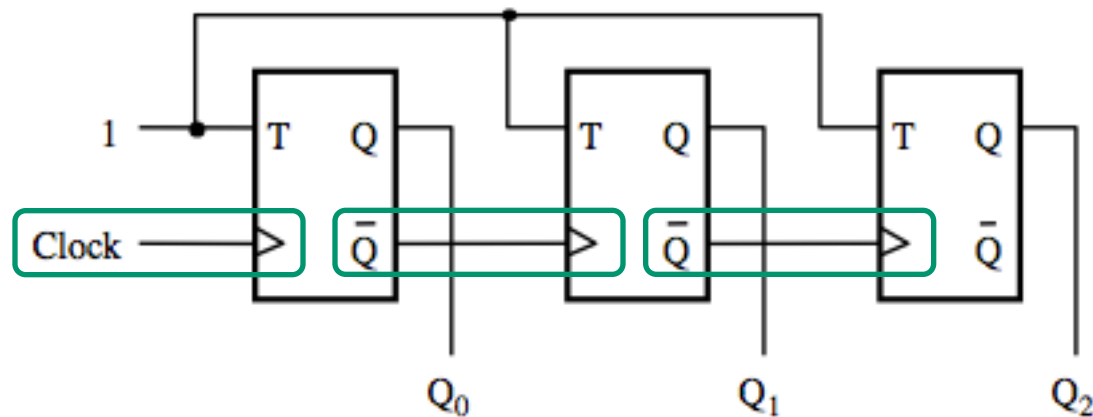 1 T Q T Q T Q
Clock Q̅ Q̅ Q̅
Q₀ Q₁ Q₂